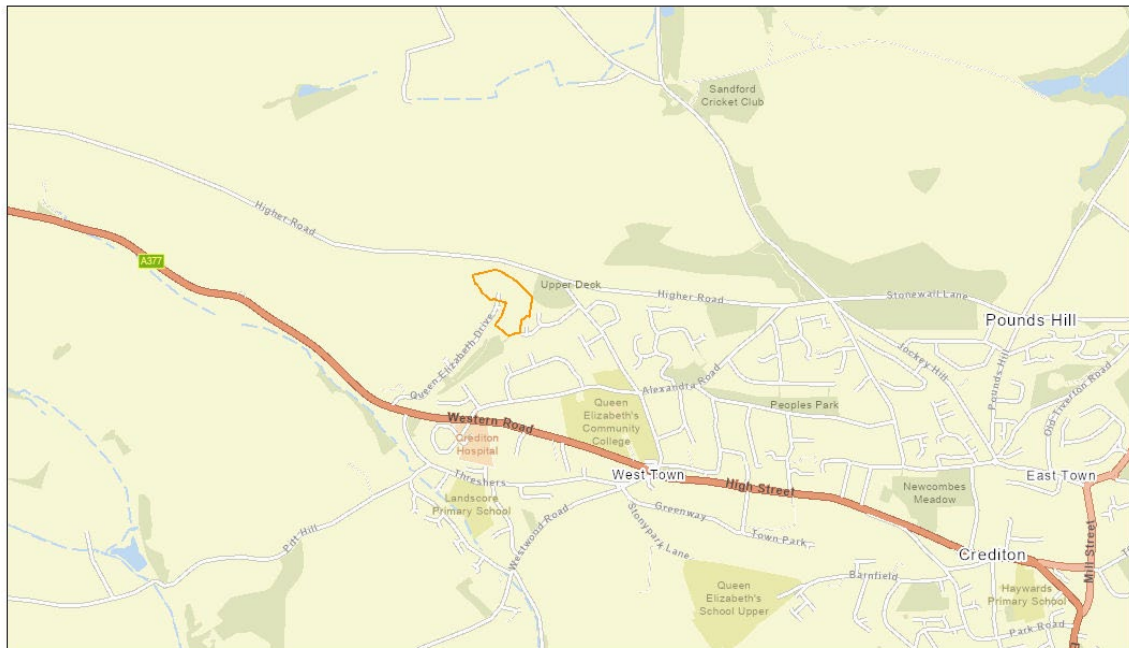 Sandford
Cricket Club
Higher Road
A377
Upper Deck
Higher Road
Stonewall Lane
Pounds Hill
Queen Elizabeth Drive
Jockey Hill
Pounds Hill
Old Tiverton Road
Alexandra Road
Peoples Park
Queen
Elizabeth's
Community
College
Western Road
Crediton
Hospital
West Town
High Street
East Town
Threshers
Newcombes
Meadow
Landscore
Primary School
Westwood Road
Greenway
Stonypark Lane
Town Park
Pitt Hill
Crediton
Mill Street
Barnfield
Queen
Elizabeth's
School Upper
Haywards
Primary School
Park Road